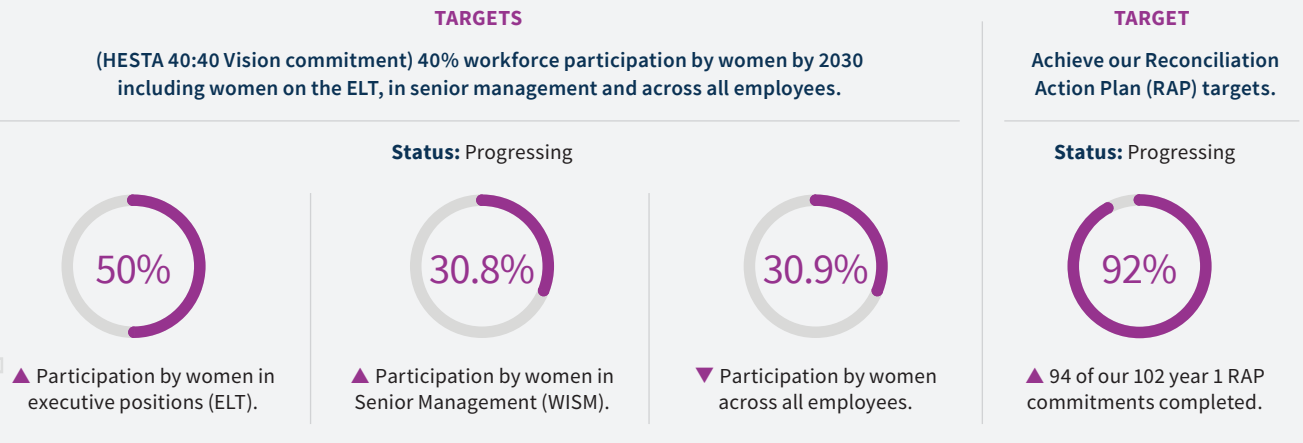 TARGETS
(HESTA 40:40 Vision commitment) 40% workforce participation by women by 2030
including women on the ELT, in senior management and across all employees.
Status: Progressing
50%
▲ Participation by women in
executive positions (ELT).
30.8%
▲ Participation by women in
Senior Management (WISM).
30.9%
▼ Participation by women
across all employees.
TARGET
Achieve our Reconciliation
Action Plan (RAP) targets.
Status: Progressing
92%
▲ 94 of our 102 year 1 RAP
commitments completed.